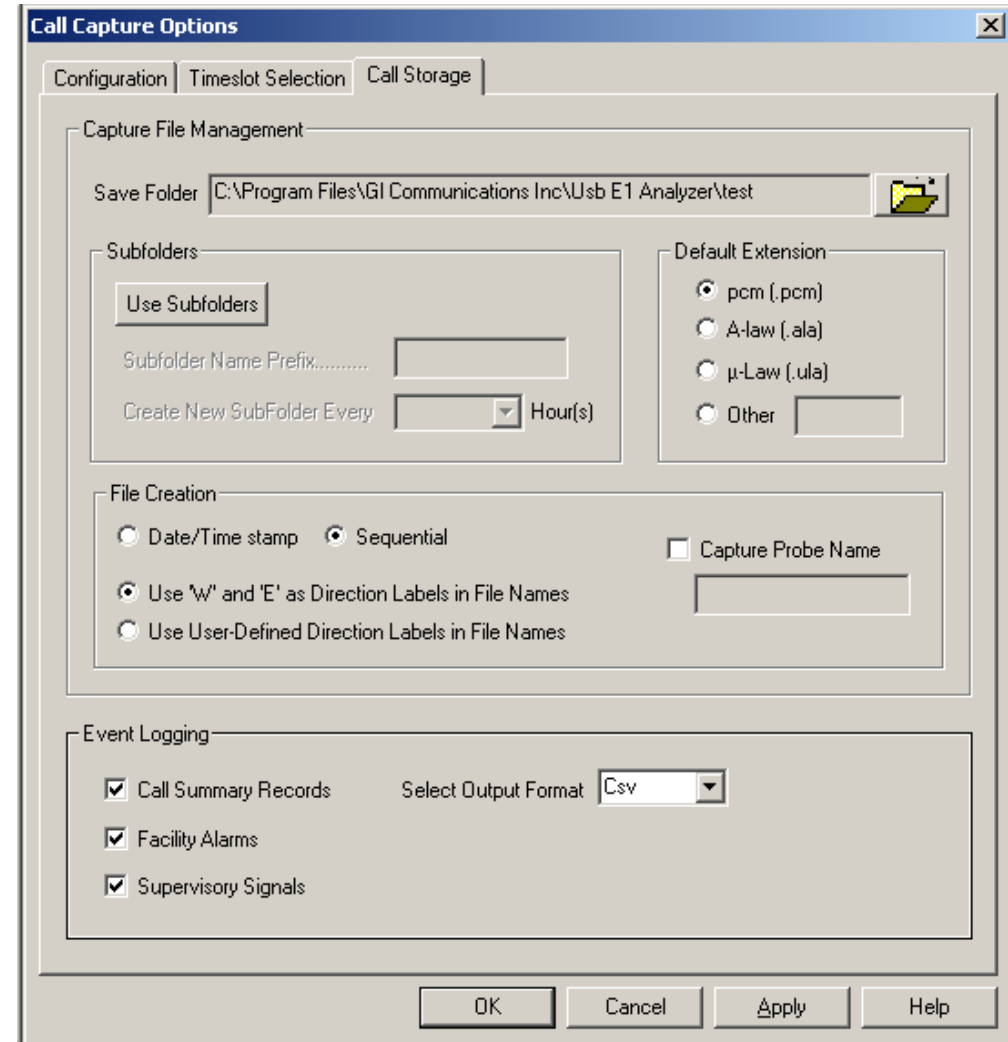 Call Capture Options
Configuration
Timeslot Selection
Call Storage
Capture File Management
Save Folder C:\Program Files\Gl Communications Inc\Usb E1 Analyzer\test
Subfolders
Use Subfolders
Subfolder Name Prefix..........
Create New SubFolder Every Hour(s)
Default Extension
pcm (.pcm)
A-law (.ala)
µ-Law (.ula)
Other
File Creation
Date/Time stamp Sequential
Use 'W' and 'E' as Direction Labels in File Names
Use User-Defined Direction Labels in File Names
Capture Probe Name
Event Logging
Call Summary Records Select Output Format Csv
Facility Alarms
Supervisory Signals
OK Cancel Apply Help